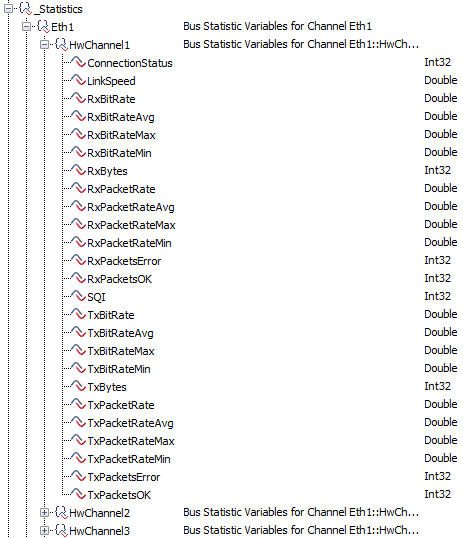 _Statistics
Eth1 Bus Statistic Variables for Channel Eth1
HwChannel1 Bus Statistic Variables for Channel Eth1::HwCh...
ConnectionStatus Int32
LinkSpeed Double
RxBitRate Double
RxBitRateAvg Double
RxBitRateMax Double
RxBitRateMin Double
RxBytes Int32
RxPacketRate Double
RxPacketRateAvg Double
RxPacketRateMax Double
RxPacketRateMin Double
RxPacketsError Int32
RxPacketsOK Int32
SQI Int32
TxBitRate Double
TxBitRateAvg Double
TxBitRateMax Double
TxBitRateMin Double
TxBytes Int32
TxPacketRate Double
TxPacketRateAvg Double
TxPacketRateMax Double
TxPacketRateMin Double
TxPacketsError Int32
TxPacketsOK Int32
HwChannel2 Bus Statistic Variables for Channel Eth1::HwCh...
HwChannel3 Bus Statistic Variables for Channel Eth1::HwCh...